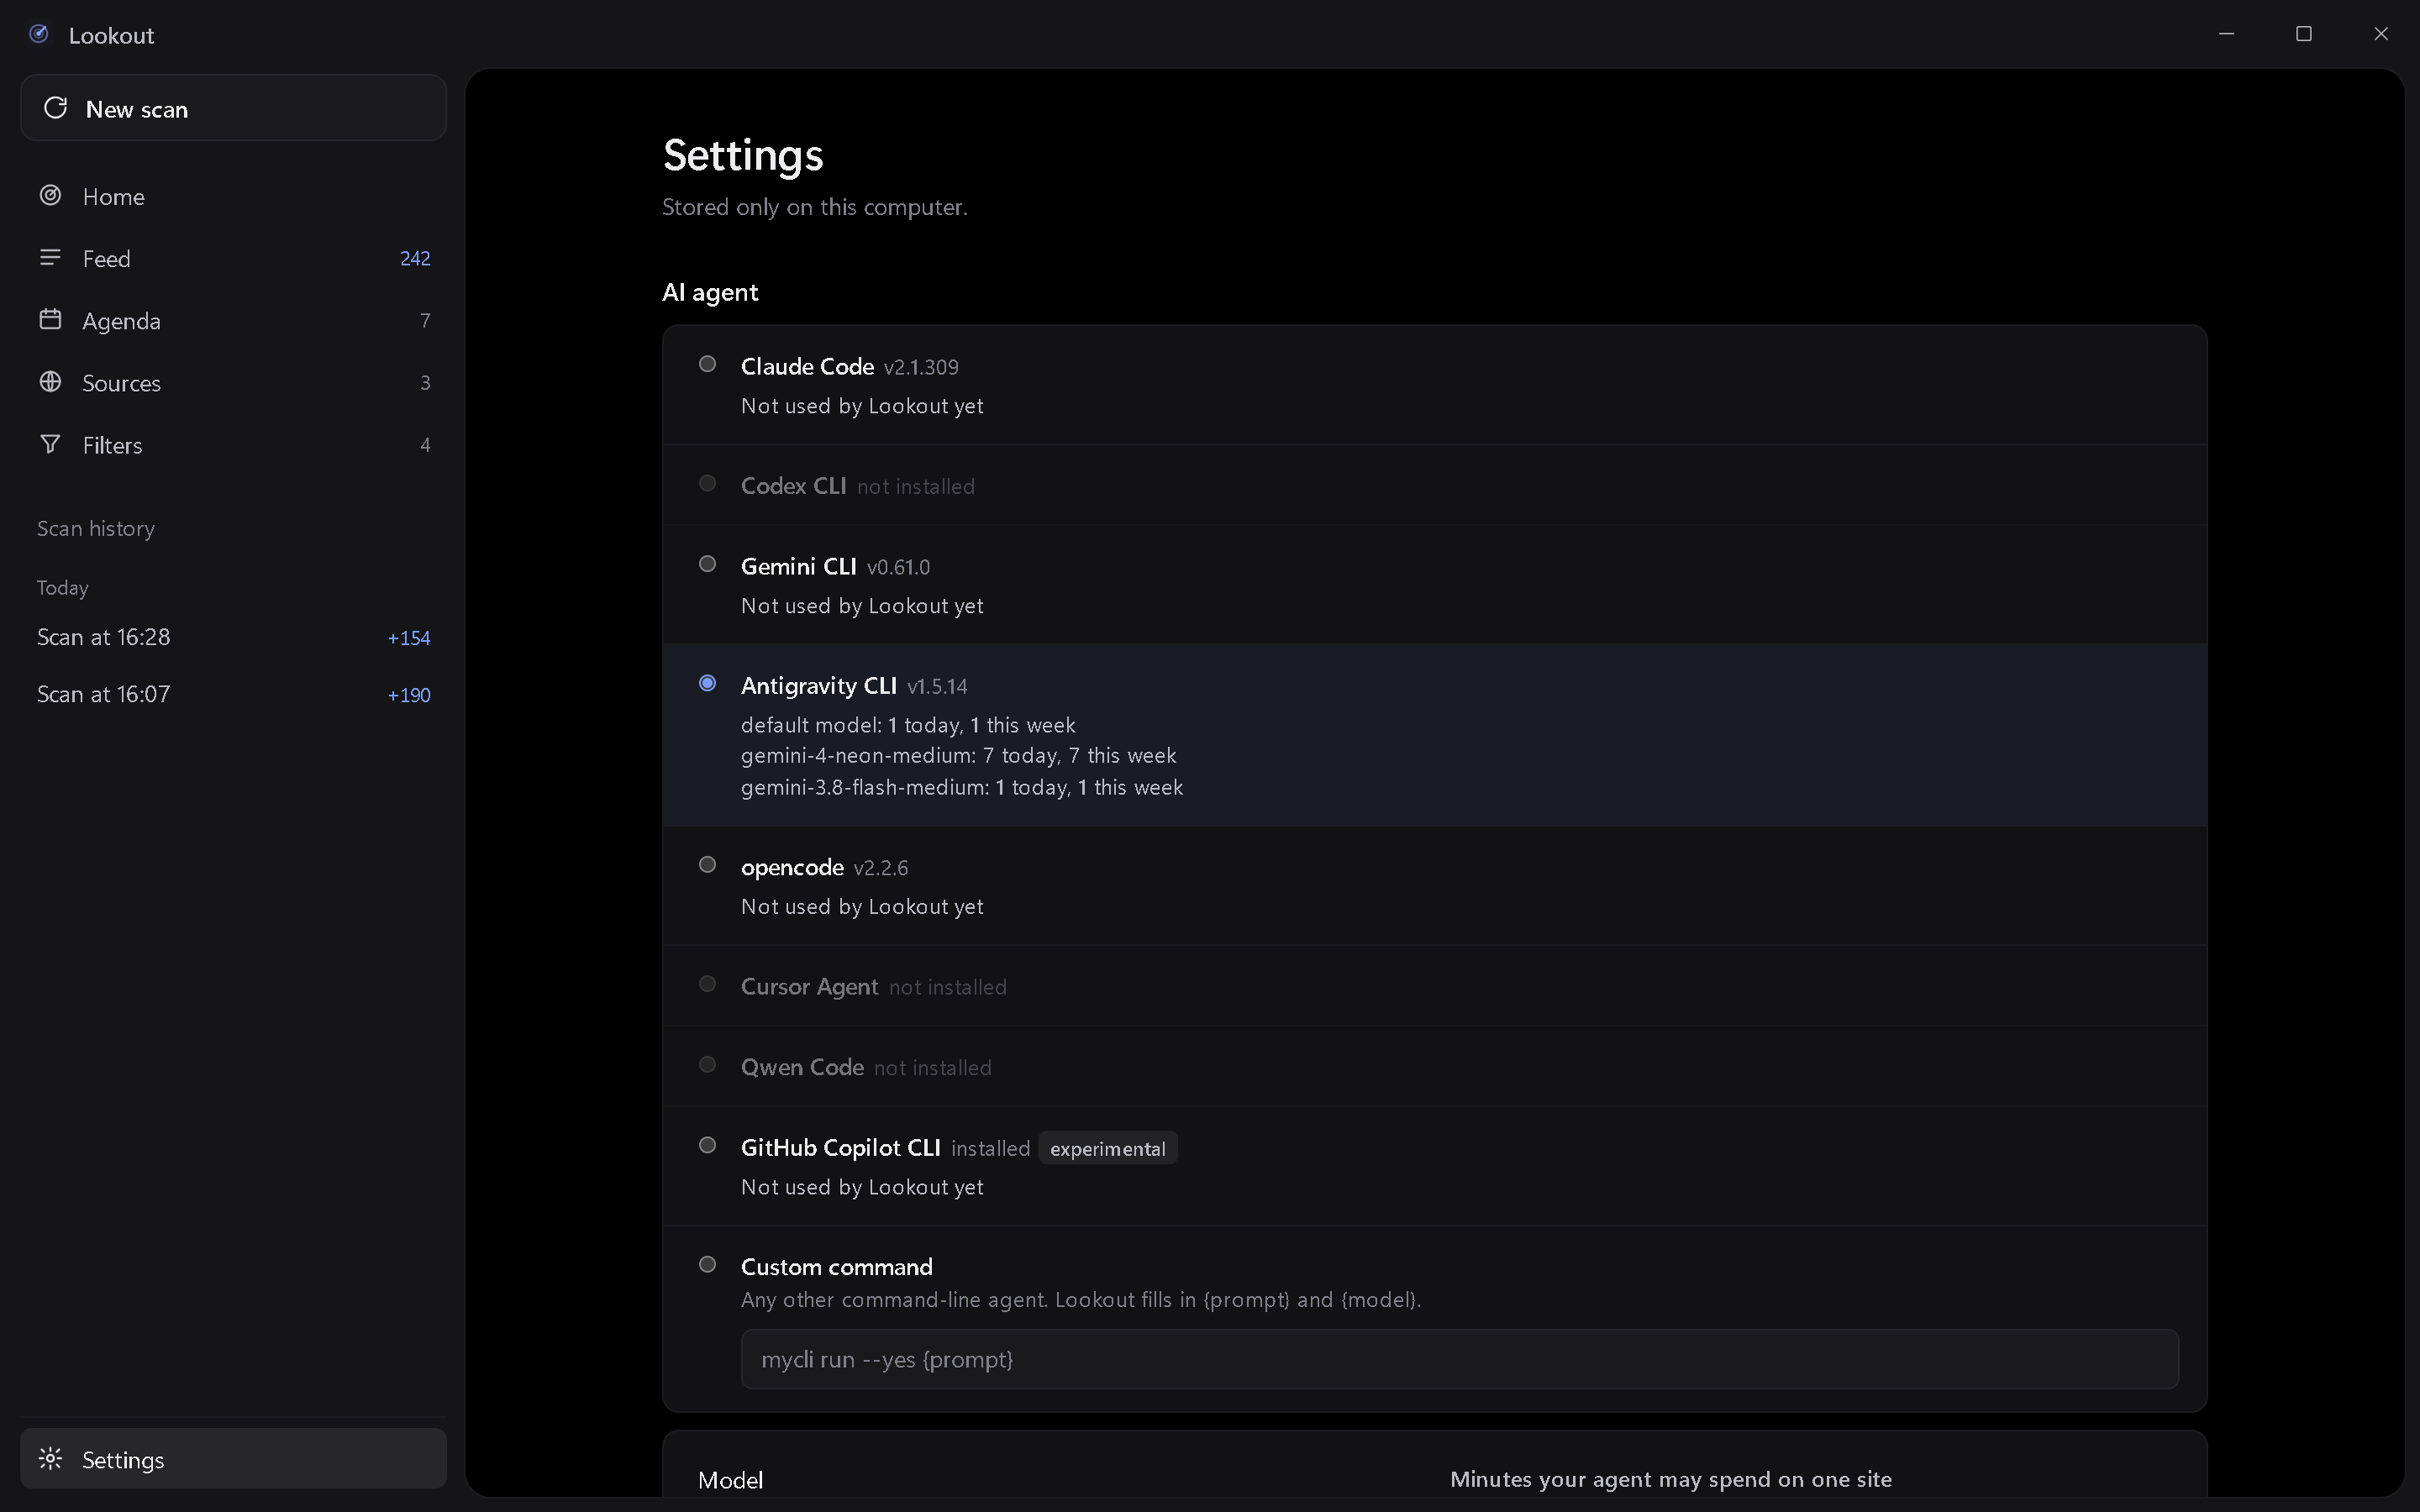 Lookout
New scan
Home
Feed 242
Agenda 7
Sources 3
Filters 4
Scan history
Today
Scan at 16:28 +154
Scan at 16:07 +190
Settings
Settings
Stored only on this computer.
AI agent
Claude Code v2.1.309
Not used by Lookout yet
Codex CLI not installed
Gemini CLI v0.61.0
Not used by Lookout yet
Antigravity CLI v1.5.14
default model: 1 today, 1 this week
gemini-4-neon-medium: 7 today, 7 this week
gemini-3.8-flash-medium: 1 today, 1 this week
opencode v2.2.6
Not used by Lookout yet
Cursor Agent not installed
Qwen Code not installed
GitHub Copilot CLI installed experimental
Not used by Lookout yet
Custom command
Any other command-line agent. Lookout fills in {prompt} and {model}.
mycli run --yes {prompt}
Model
Minutes your agent may spend on one site